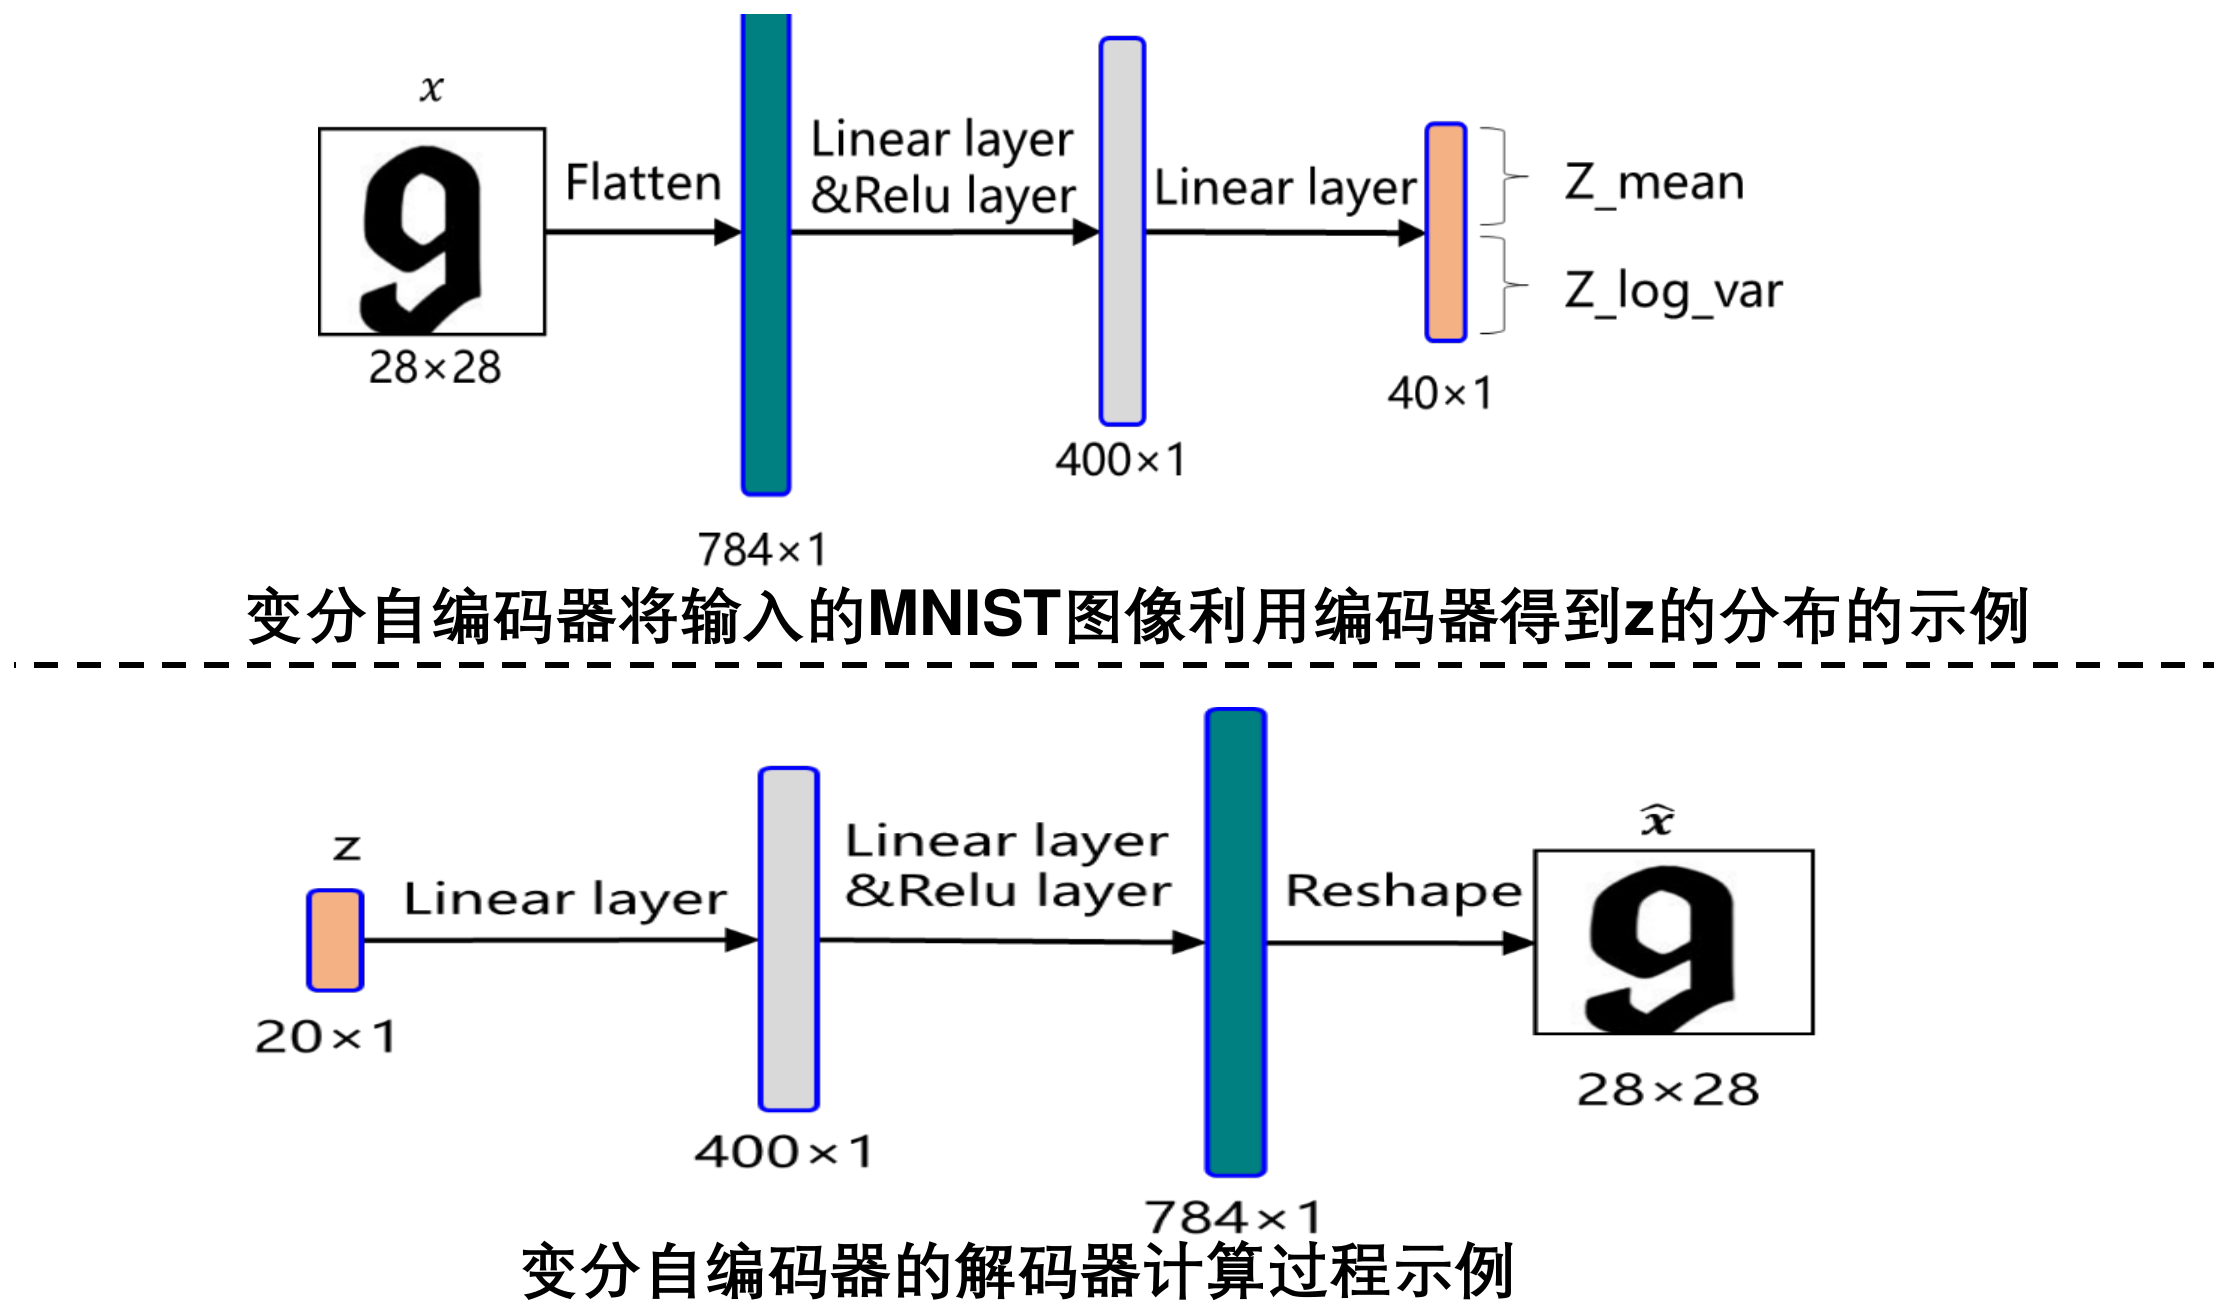 x
Flatten
Linear layer
&Relu layer
Linear layer
Z_mean
Z_log_var
28×28
40×1
400×1
784×1
变分自编码器将输入的MNIST图像利用编码器得到z的分布的示例
z
Linear layer
Linear layer
&Relu layer
Reshape
x̂
20×1
400×1
784×1
28×28
变分自编码器的解码器计算过程示例